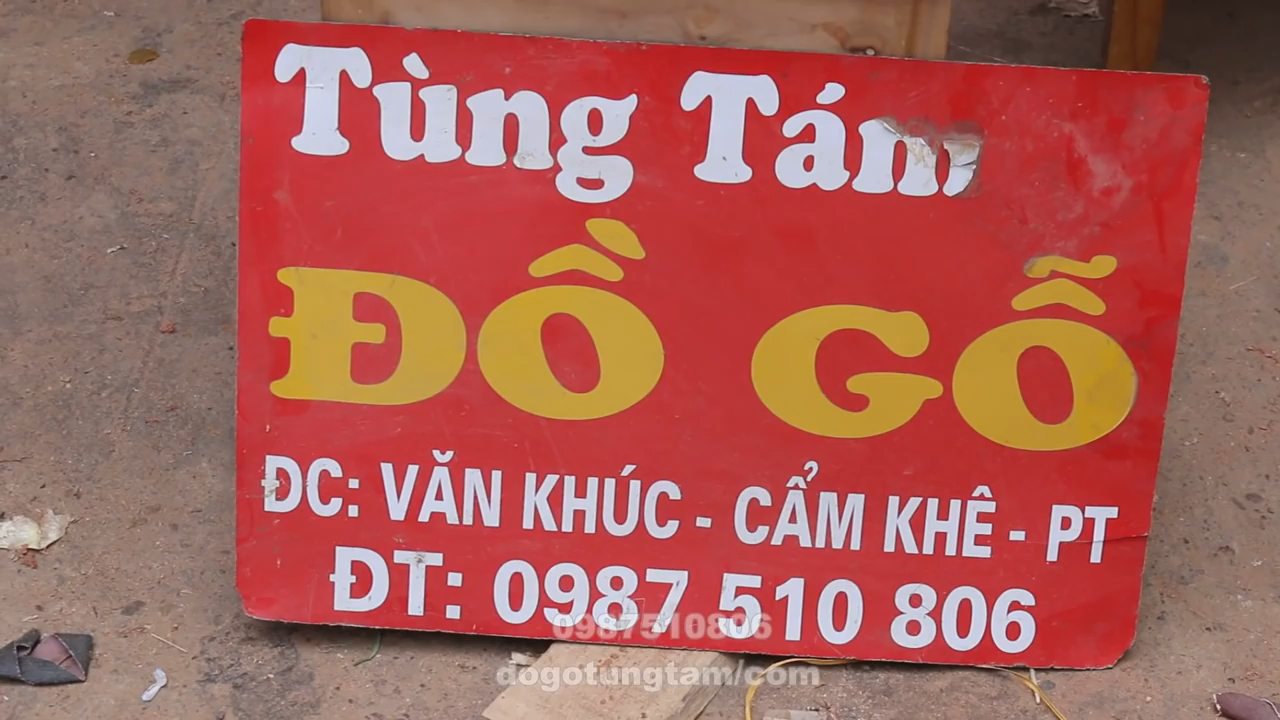 Tùng Tám
ĐỒ GỖ
ĐC: VĂN KHÚC - CẨM KHÊ - PT
ĐT: 0987 510 806
0987510806
dogotungtam/com